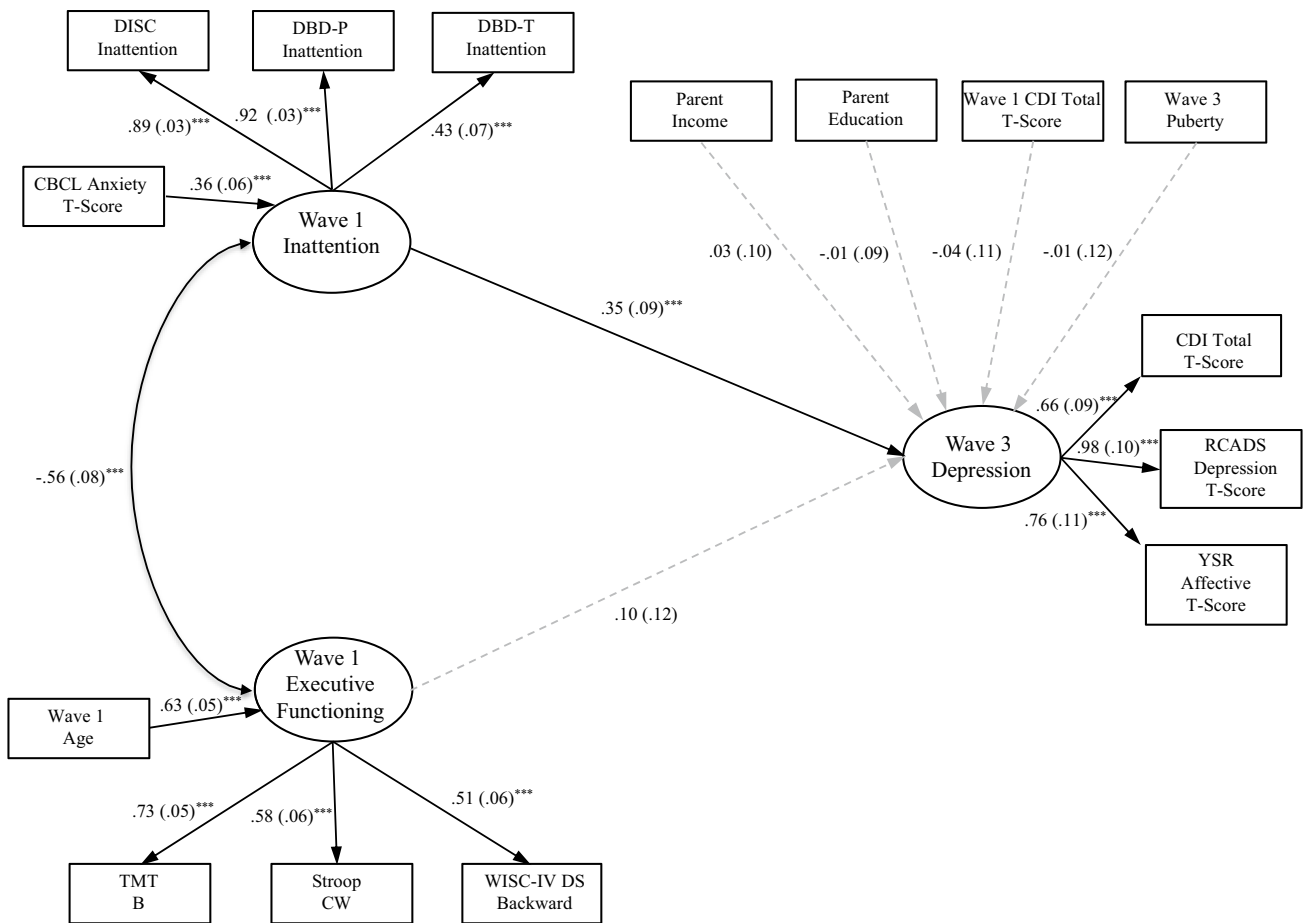 DISC
Inattention
DBD-P
Inattention
DBD-T
Inattention
.89 (.03)***
.92 (.03)***
.43 (.07)***
CBCL Anxiety
T-Score
.36 (.06)***
Wave 1
Inattention
Parent
Income
Parent
Education
Wave 1 CDI Total
T-Score
Wave 3
Puberty
.03 (.10)
-.01 (.09)
-.04 (.11)
-.01 (.12)
.35 (.09)***
CDI Total
T-Score
.66 (.09)***
Wave 3
Depression
.98 (.10)***
RCADS
Depression
T-Score
.76 (.11)***
YSR
Affective
T-Score
-.56 (.08)***
.10 (.12)
Wave 1
Executive
Functioning
Wave 1
Age
.63 (.05)***
.73 (.05)***
.58 (.06)***
.51 (.06)***
TMT
B
Stroop
CW
WISC-IV DS
Backward